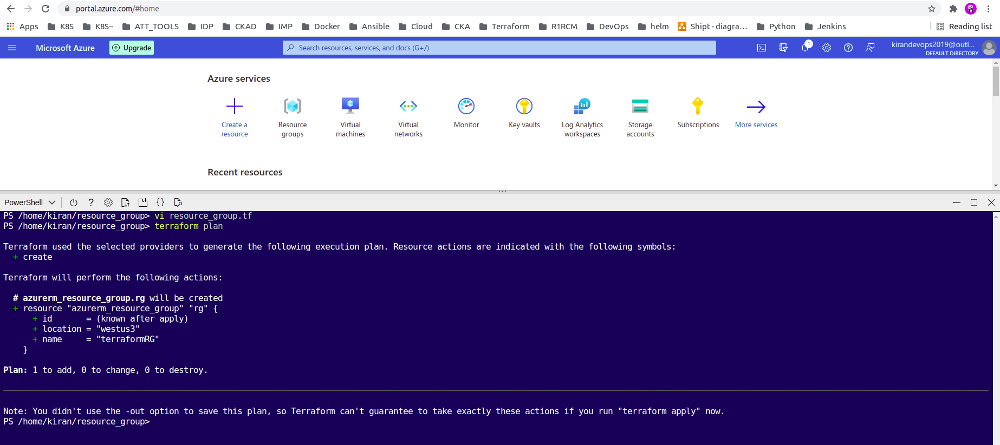 portal.azure.com/#home
Apps K8S K8S-- ATT_TOOLS IDP CKAD IMP Docker Ansible Cloud CKA Terraform R1RCM DevOps helm Shipt - diagra... Python Jenkins Reading list
Microsoft Azure Upgrade Search resources, services, and docs (G+/) 1 kirandevops2019@outl...
DEFAULT DIRECTORY
Azure services
Create a resource
Resource groups
Virtual machines
Virtual networks
Monitor
Key vaults
Log Analytics workspaces
Storage accounts
Subscriptions
More services
Recent resources
PowerShell
PS /home/kiran/resource_group> vi resource_group.tf
PS /home/kiran/resource_group> terraform plan
Terraform used the selected providers to generate the following execution plan. Resource actions are indicated with the following symbols:
+ create
Terraform will perform the following actions:
# azurerm_resource_group.rg will be created
+ resource "azurerm_resource_group" "rg" {
+ id       = (known after apply)
+ location = "westus3"
+ name     = "terraformRG"
}
Plan: 1 to add, 0 to change, 0 to destroy.
Note: You didn't use the -out option to save this plan, so Terraform can't guarantee to take exactly these actions if you run "terraform apply" now.
PS /home/kiran/resource_group>